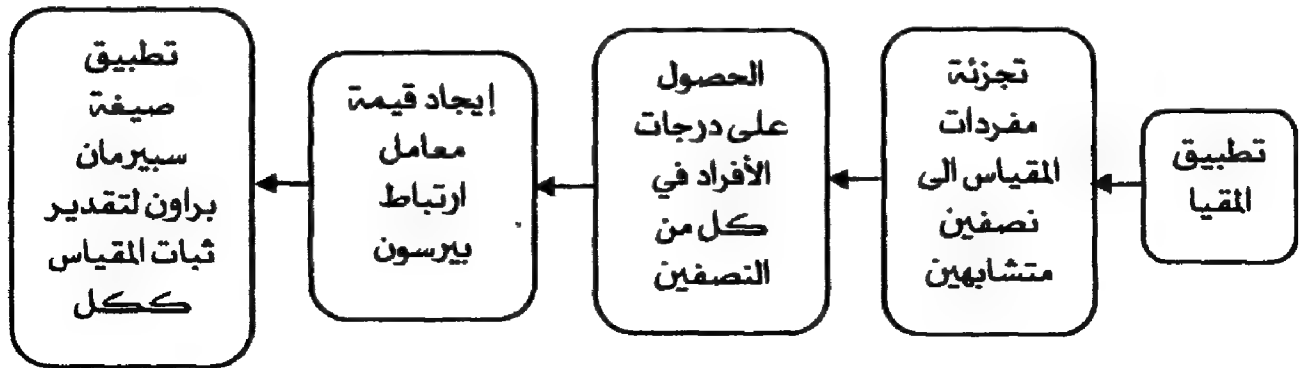 تطبيق
المقيا
تجزئة
مفردات
المقياس الى
نصفين
متشابهين
الحصول
على درجات
الأفراد في
كل من
النصفين
إيجاد قيمة
معامل
ارتباط
بيرسون
تطبيق
صيغة
سبيرمان
براون لتقدير
ثبات المقياس
ككل